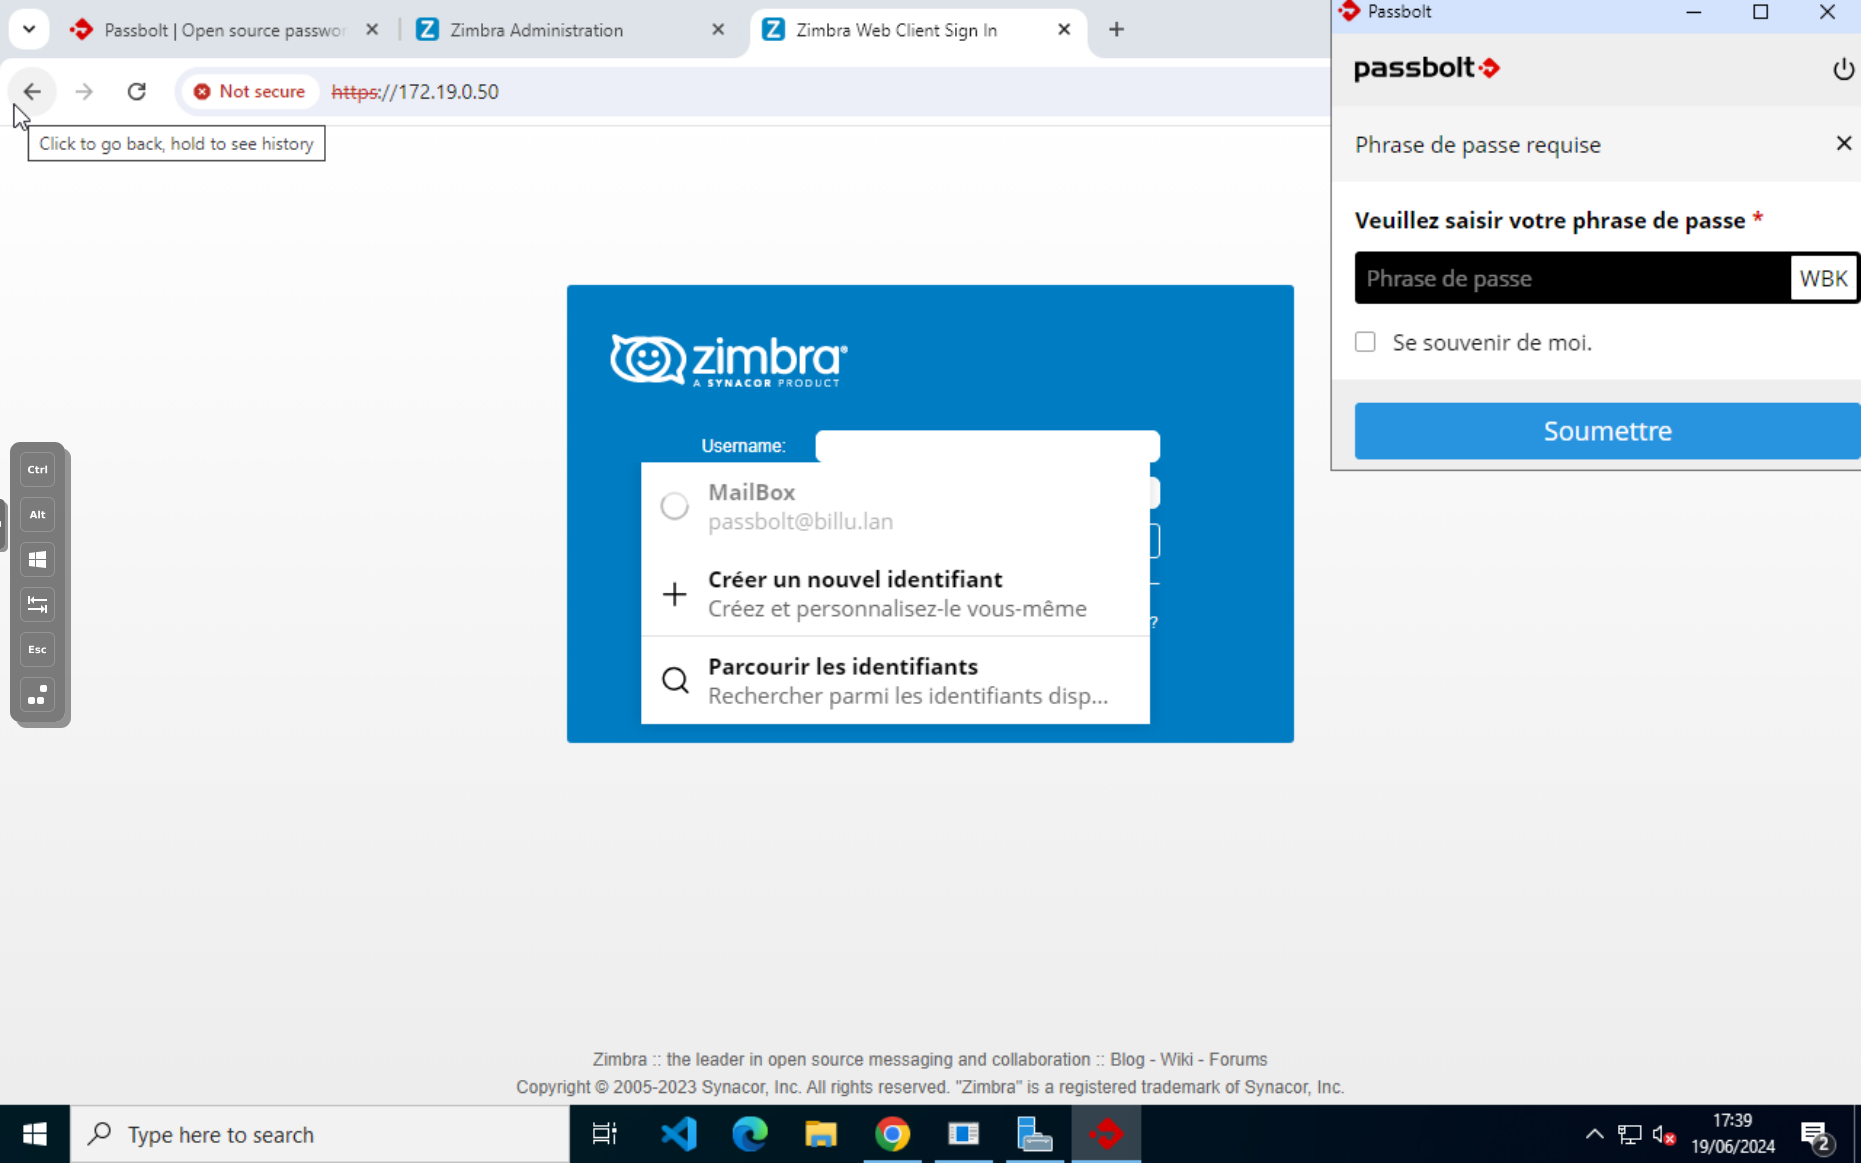 Passbolt | Open source passwor
Zimbra Administration
Zimbra Web Client Sign In
Not secure
https://172.19.0.50
Click to go back, hold to see history
Passbolt
passbolt
Phrase de passe requise
Veuillez saisir votre phrase de passe *
Phrase de passe
WBK
Se souvenir de moi.
Soumettre
zimbra®
A SYNACOR PRODUCT
Username:
MailBox
passbolt@billu.lan
Créer un nouvel identifiant
Créez et personnalisez-le vous-même
?
Parcourir les identifiants
Rechercher parmi les identifiants disp...
Ctrl
Alt
Esc
Zimbra :: the leader in open source messaging and collaboration :: Blog - Wiki - Forums
Copyright © 2005-2023 Synacor, Inc. All rights reserved. "Zimbra" is a registered trademark of Synacor, Inc.
Type here to search
17:39
19/06/2024
2